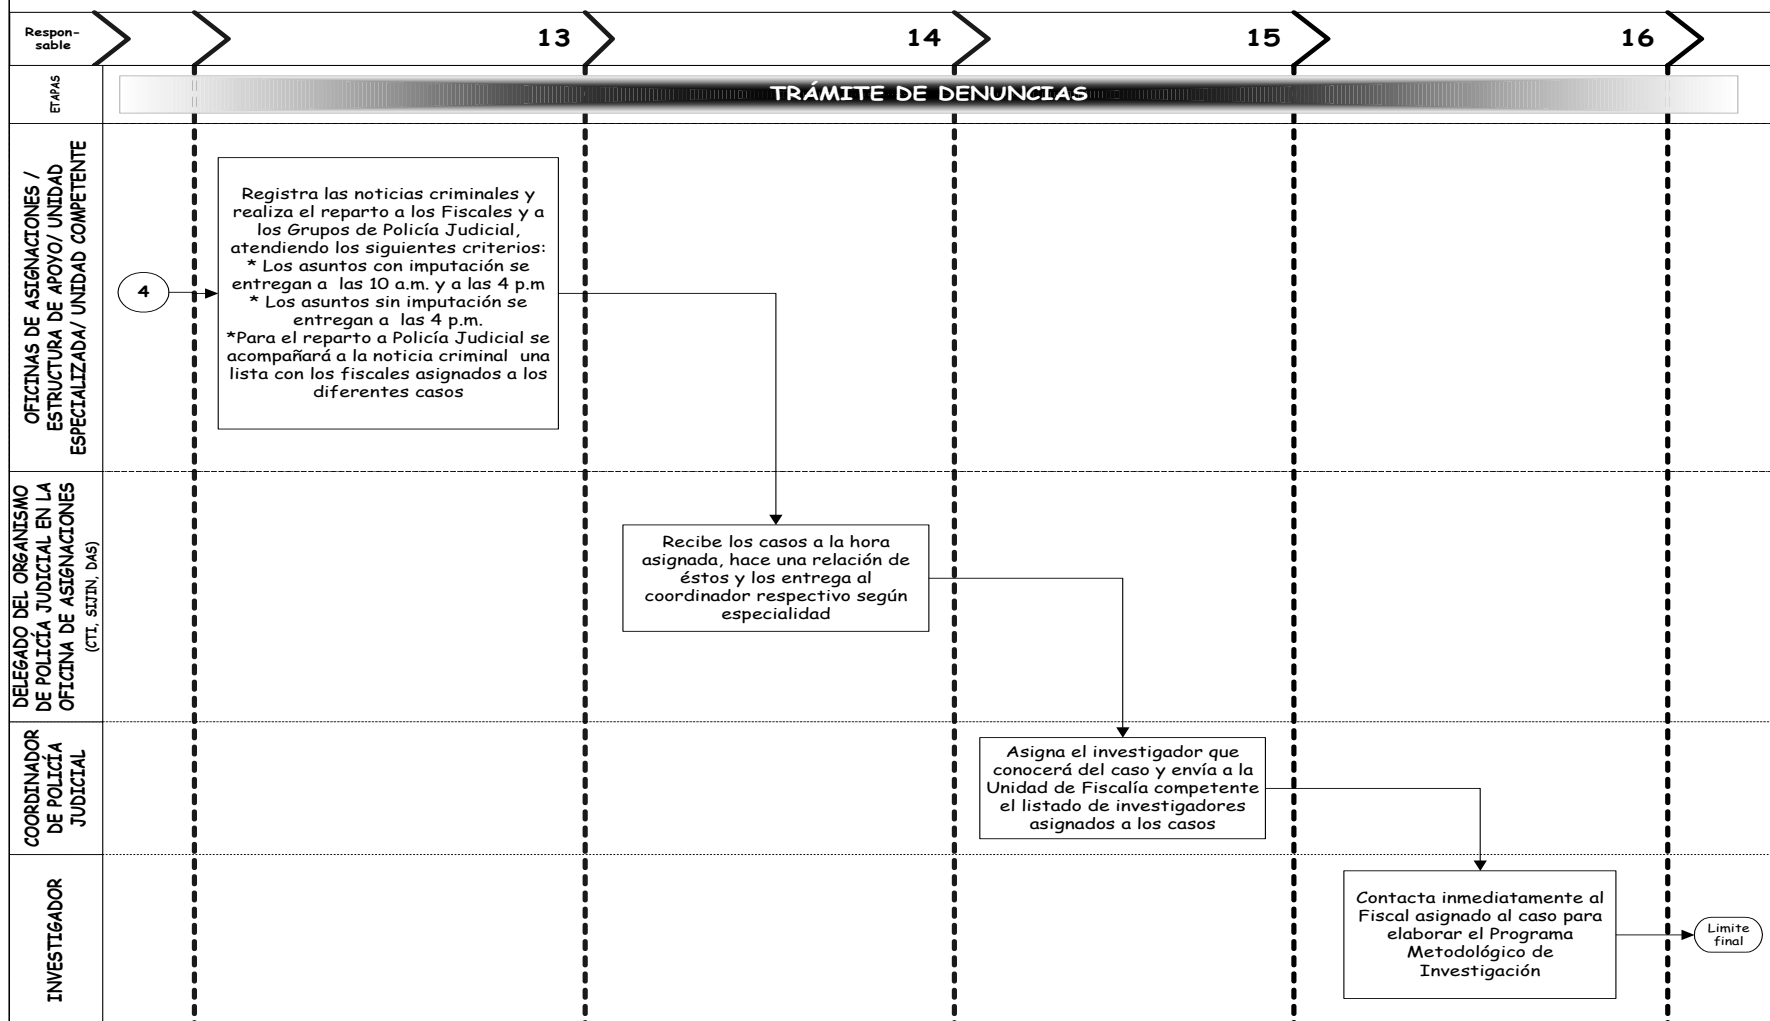 Respon-
sable
13
14
15
16
ETAPAS
TRÁMITE DE DENUNCIAS
OFICINAS DE ASIGNACIONES /
ESTRUCTURA DE APOYO/ UNIDAD
ESPECIALIZADA/ UNIDAD COMPETENTE
4
Registra las noticias criminales y
realiza el reparto a los Fiscales y a
los Grupos de Policía Judicial,
atendiendo los siguientes criterios:
* Los asuntos con imputación se
entregan a las 10 a.m. y a las 4 p.m
* Los asuntos sin imputación se
entregan a las 4 p.m.
*Para el reparto a Policía Judicial se
acompañará a la noticia criminal una
lista con los fiscales asignados a los
diferentes casos
DELEGADO DEL ORGANISMO
DE POLICÍA JUDICIAL EN LA
OFICINA DE ASIGNACIONES
(CTI, SIJIN, DAS)
Recibe los casos a la hora
asignada, hace una relación de
éstos y los entrega al
coordinador respectivo según
especialidad
COORDINADOR
DE POLICÍA
JUDICIAL
Asigna el investigador que
conocerá del caso y envía a la
Unidad de Fiscalía competente
el listado de investigadores
asignados a los casos
INVESTIGADOR
Contacta inmediatamente al
Fiscal asignado al caso para
elaborar el Programa
Metodológico de
Investigación
Limite
final